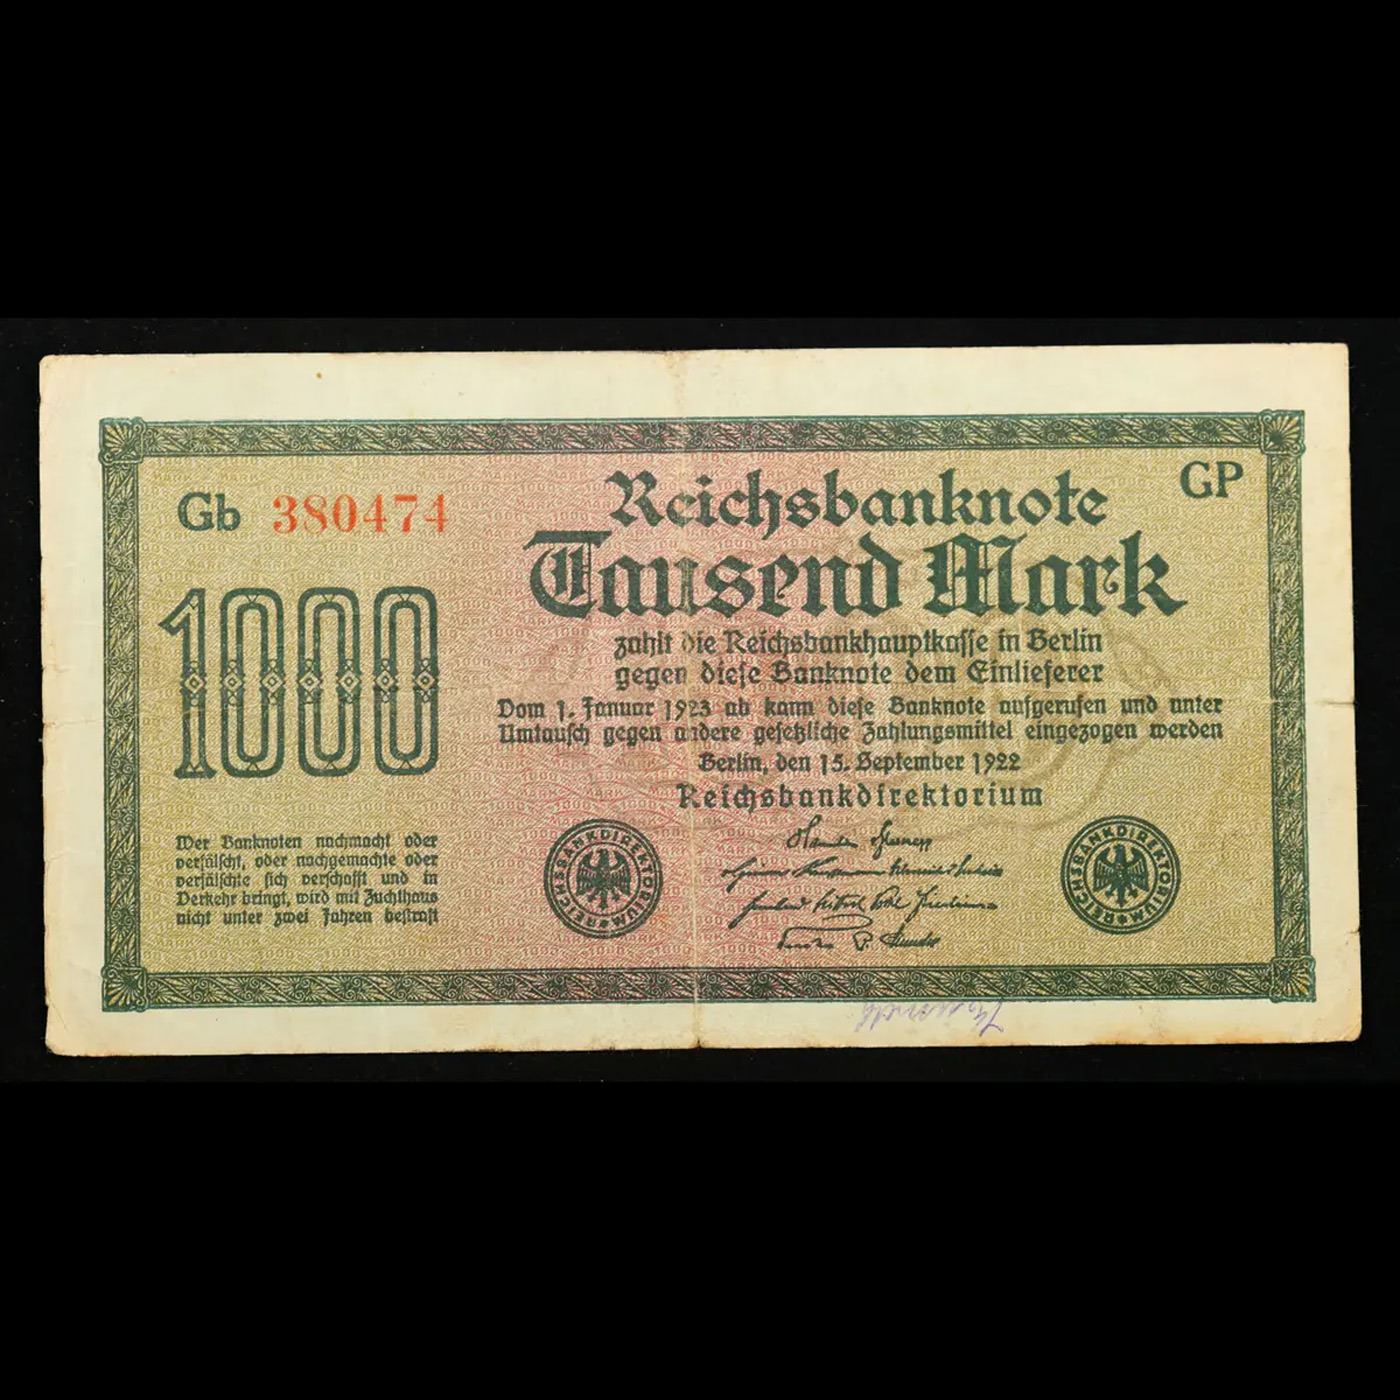 Gb 380474
GP
Reichsbanknote
Tausend Mark
1000
zahlt die Reichsbankhauptkasse in Berlin
gegen diese Banknote dem Einlieferer
Vom 1. Januar 1923 ab kann diese Banknote aufgerufen und unter
Umtausch gegen andere gesetzliche Zahlungsmittel eingezogen werden
Berlin, den 15. September 1922
Reichsbankdirektorium
Wer Banknoten nachmacht oder
verfälscht, oder nachgemachte oder
verfälschte sich verschafft und in
Verkehr bringt, wird mit Zuchthaus
nicht unter zwei Jahren bestraft
REICHSBANKDIREKTORIUM
REICHSBANKDIREKTORIUM